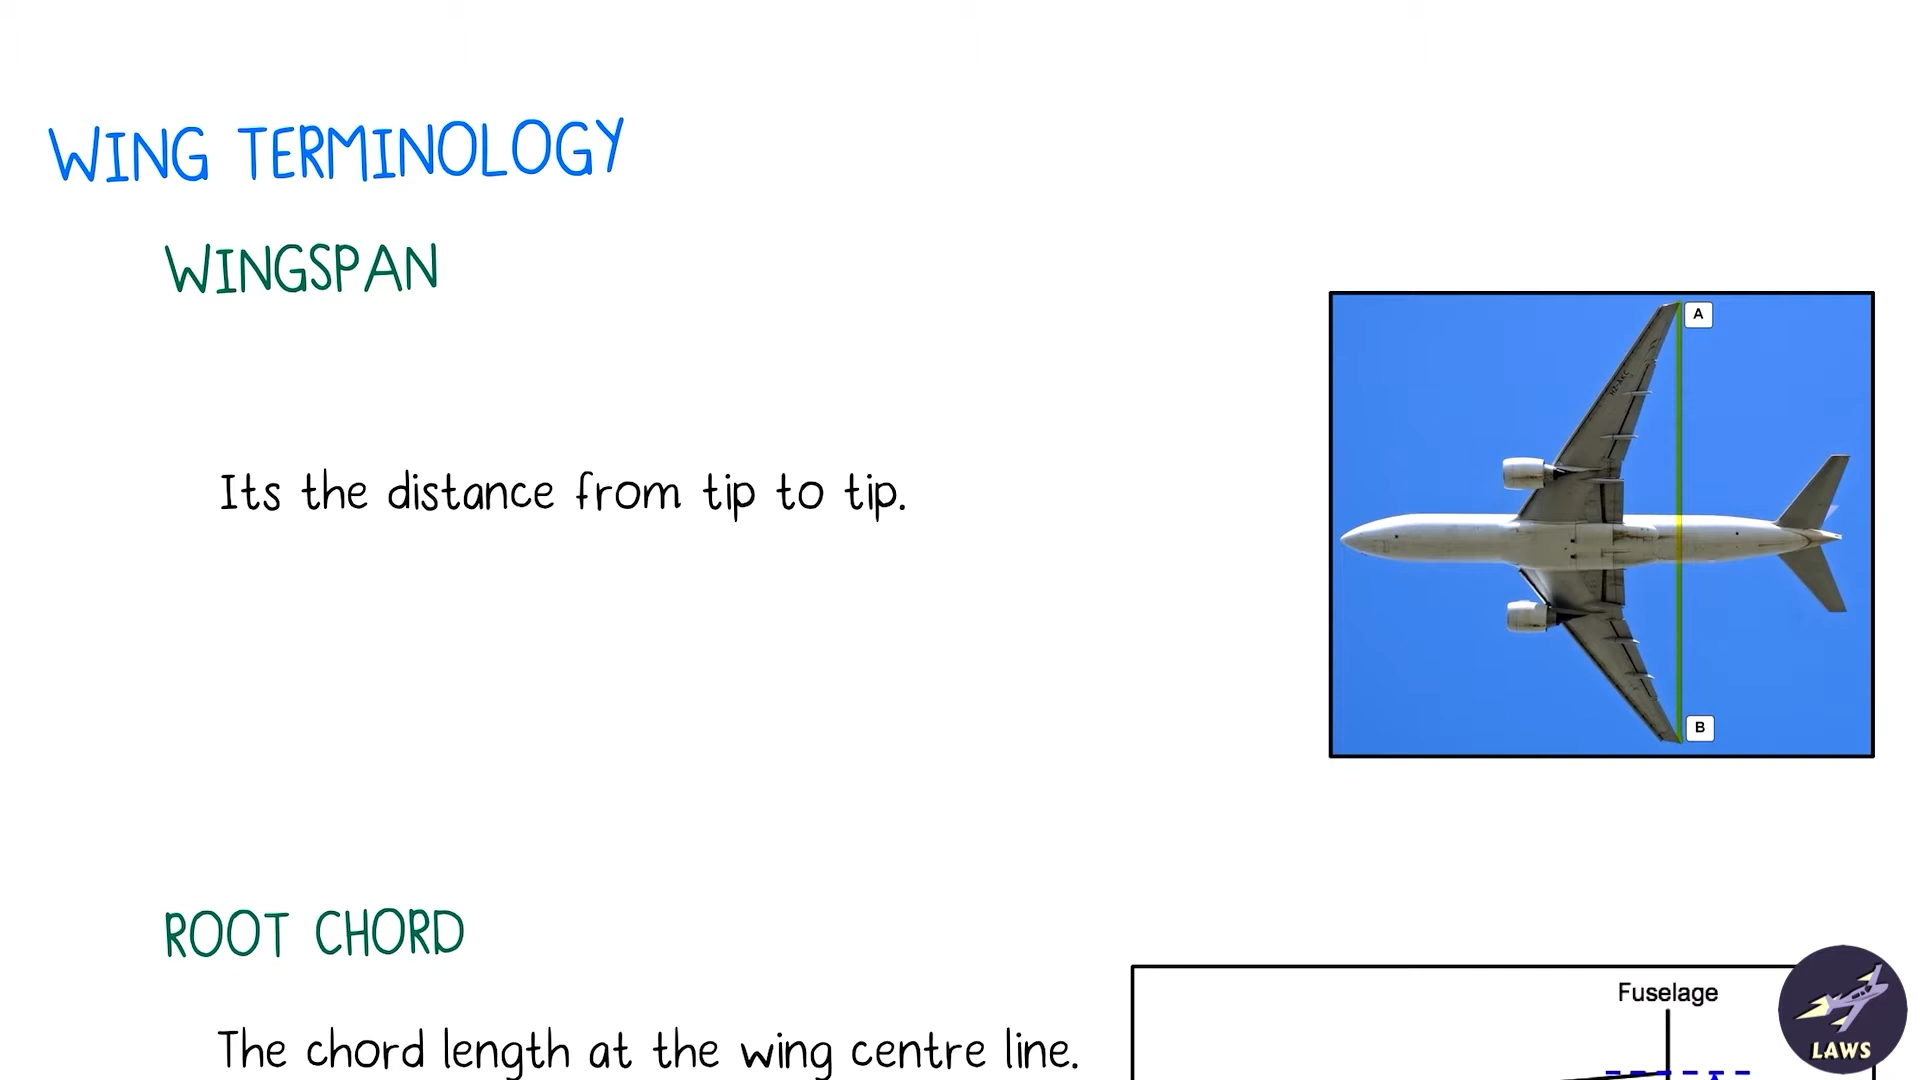 WING TERMINOLOGY
WINGSPAN
A
Its the distance from tip to tip.
B
ROOT CHORD
Fuselage
The chord length at the wing centre line.
LAWS